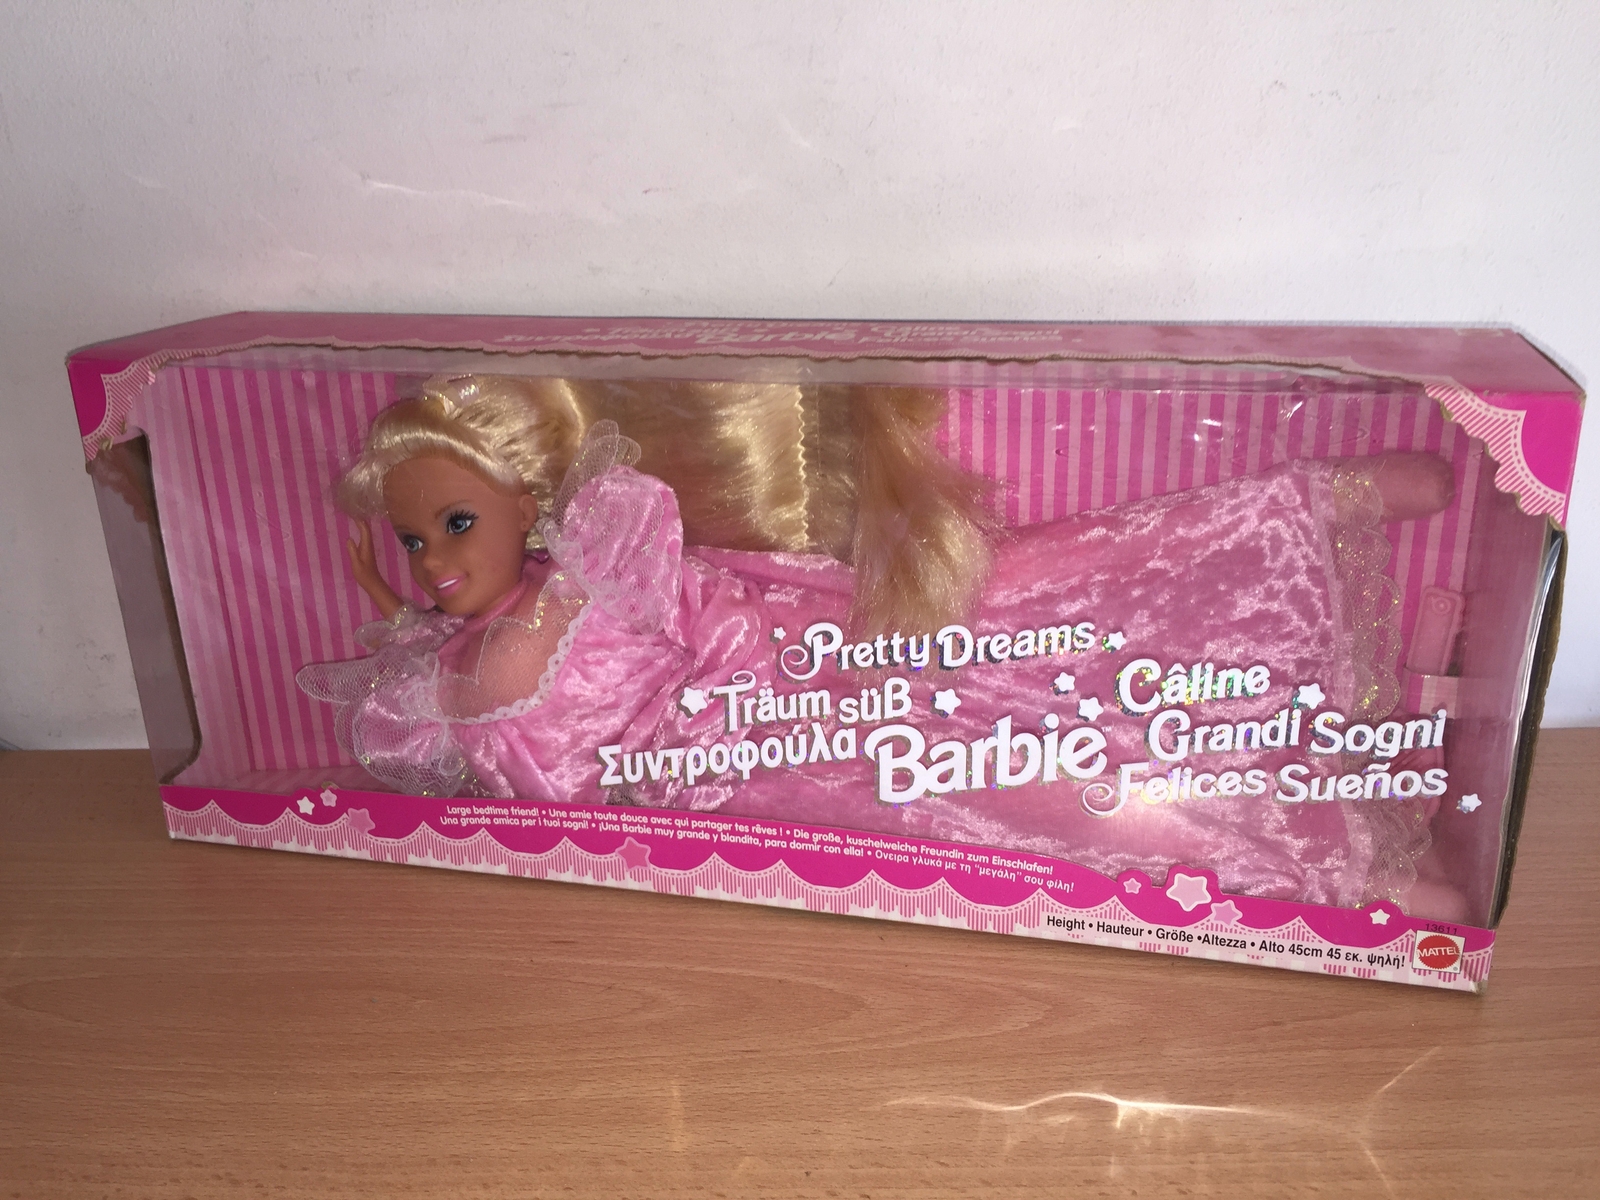 Barbie
Pretty Dreams
Träum süß
Συντροφούλα
Barbie™
Câline
Grandi Sogni
Felices Sueños
Large bedtime friend! • Une amie toute douce avec qui partager tes rêves ! • Die große, kuschelweiche Freundin zum Einschlafen!
Una grande amica per i tuoi sogni! • ¡Una Barbie muy grande y blandita, para dormir con ella! • Ονειρα γλυκά με τη "μεγάλη" σου φίλη!
Height • Hauteur • Größe •Altezza • Alto 45cm 45 εκ. ψηλή!
13611
MATTEL